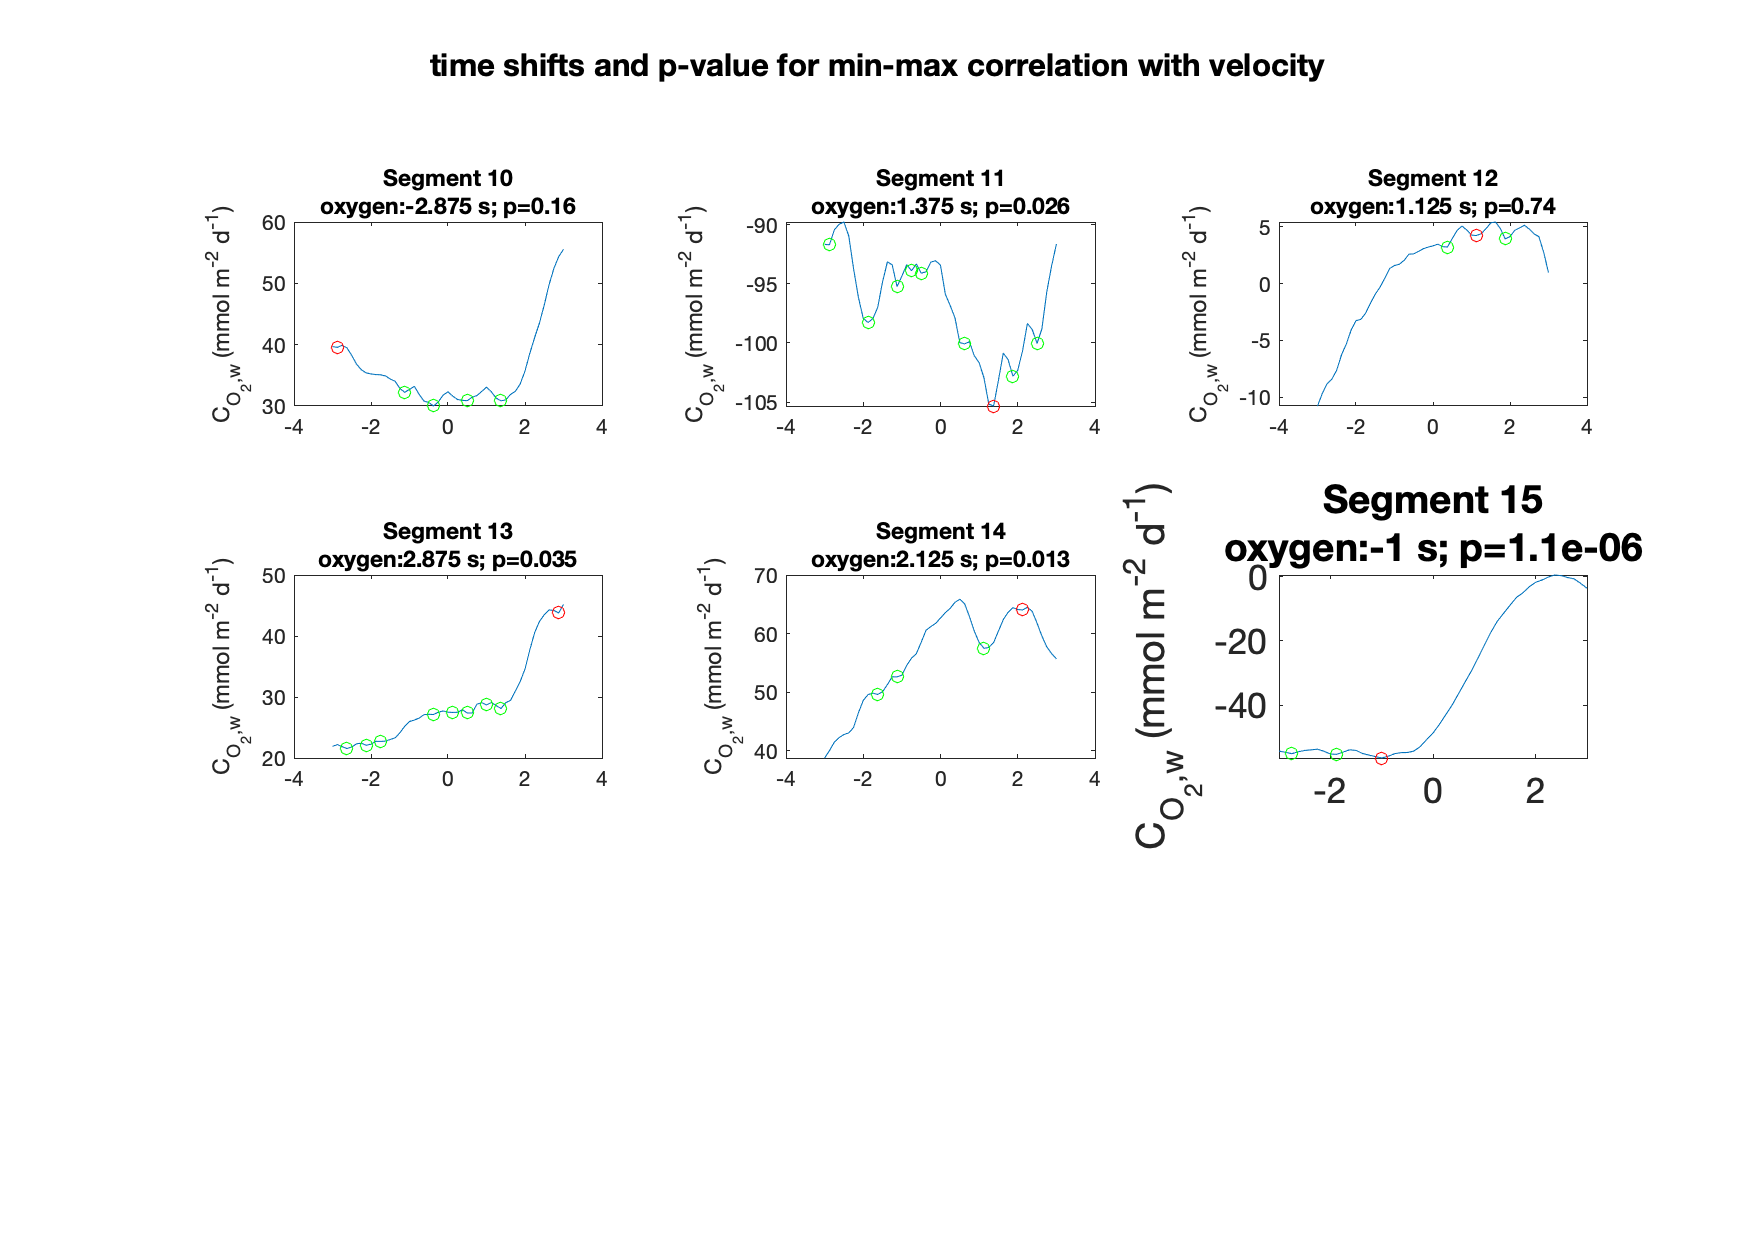 time shifts and p-value for min-max correlation with velocity
Segment 10
oxygen:-2.875 s; p=0.16
C_{O_2,w} (mmol m^{-2} d^{-1})
60
50
40
30
-4 -2 0 2 4
Segment 11
oxygen:1.375 s; p=0.026
C_{O_2,w} (mmol m^{-2} d^{-1})
-90
-95
-100
-105
-4 -2 0 2 4
Segment 12
oxygen:1.125 s; p=0.74
C_{O_2,w} (mmol m^{-2} d^{-1})
5
0
-5
-10
-4 -2 0 2 4
Segment 13
oxygen:2.875 s; p=0.035
C_{O_2,w} (mmol m^{-2} d^{-1})
50
40
30
20
-4 -2 0 2 4
Segment 14
oxygen:2.125 s; p=0.013
C_{O_2,w} (mmol m^{-2} d^{-1})
70
60
50
40
-4 -2 0 2 4
Segment 15
oxygen:-1 s; p=1.1e-06
C_{O_2,w} (mmol m^{-2} d^{-1})
0
-20
-40
-2 0 2